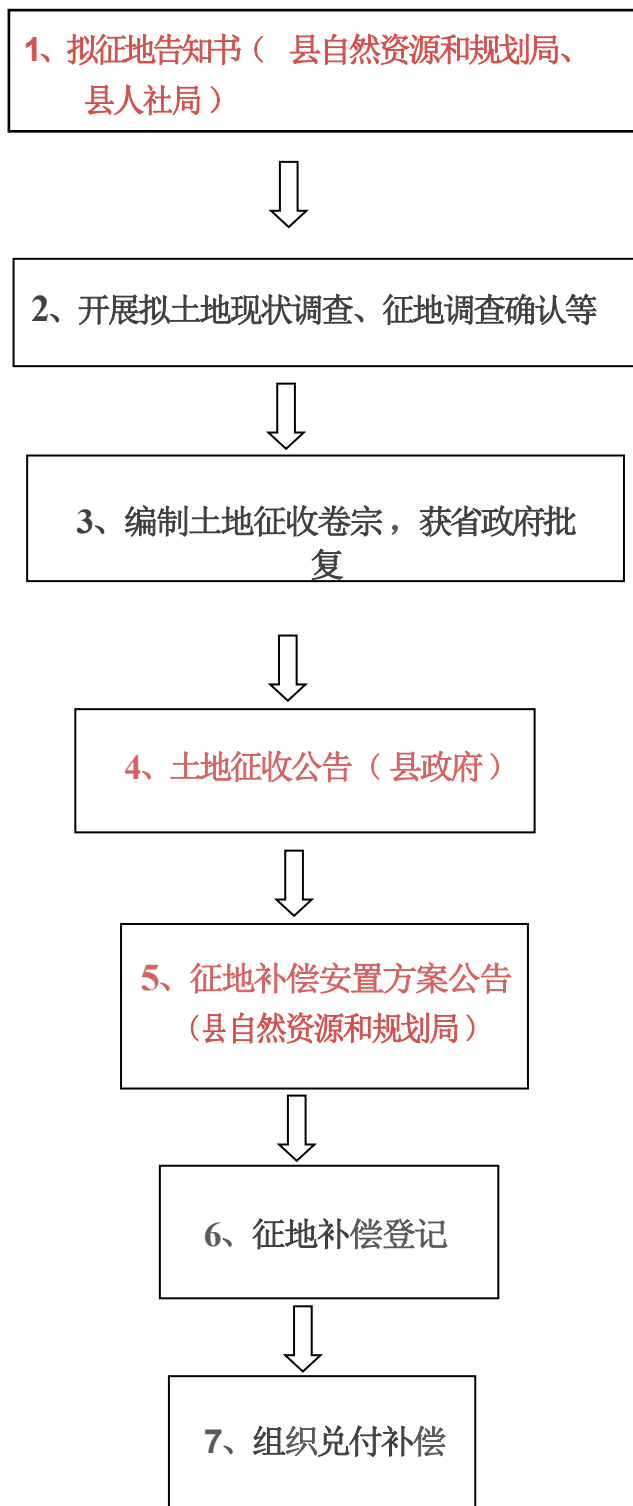 1、拟征地告知书（ 县自然资源和规划局、
县人社局）
2、开展拟土地现状调查、征地调查确认等
3、编制土地征收卷宗，获省政府批
复
4、土地征收公告（县政府）
5、征地补偿安置方案公告
（县自然资源和规划局）
6、征地补偿登记
7、组织兑付补偿